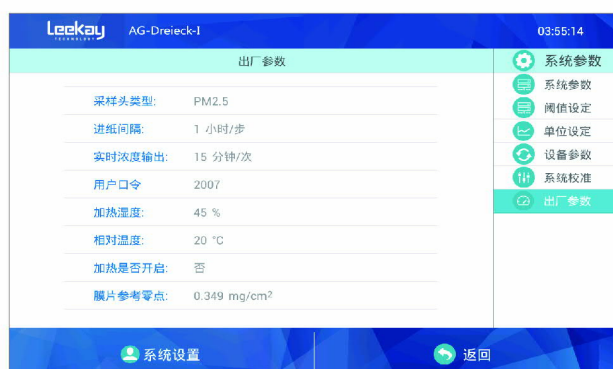 Leekay
TECHNOLOGY
AG-Dreieck-I
03:55:14
出厂参数
采样头类型: PM2.5
进纸间隔: 1 小时/步
实时浓度输出: 15 分钟/次
用户口令 2007
加热湿度: 45 %
相对温度: 20 °C
加热是否开启: 否
膜片参考零点: 0.349 mg/cm²
系统参数
系统参数
阈值设定
单位设定
设备参数
系统校准
出厂参数
系统设置
返回